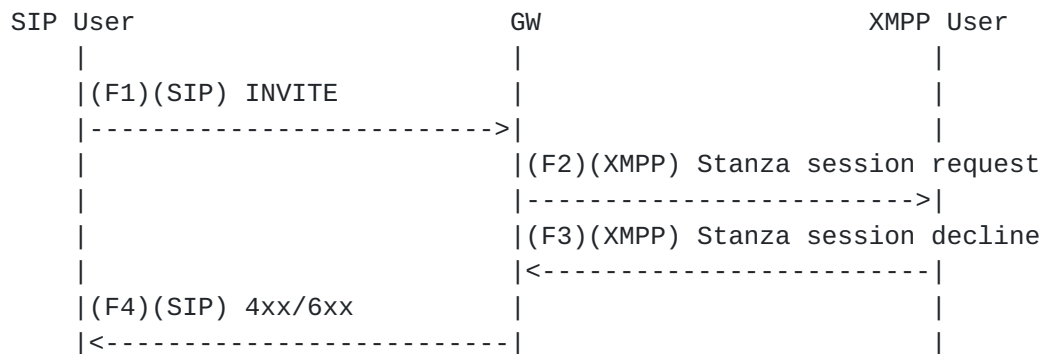 SIP User GW XMPP User
(F1)(SIP) INVITE
(F2)(XMPP) Stanza session request
(F3)(XMPP) Stanza session decline
(F4)(SIP) 4xx/6xx